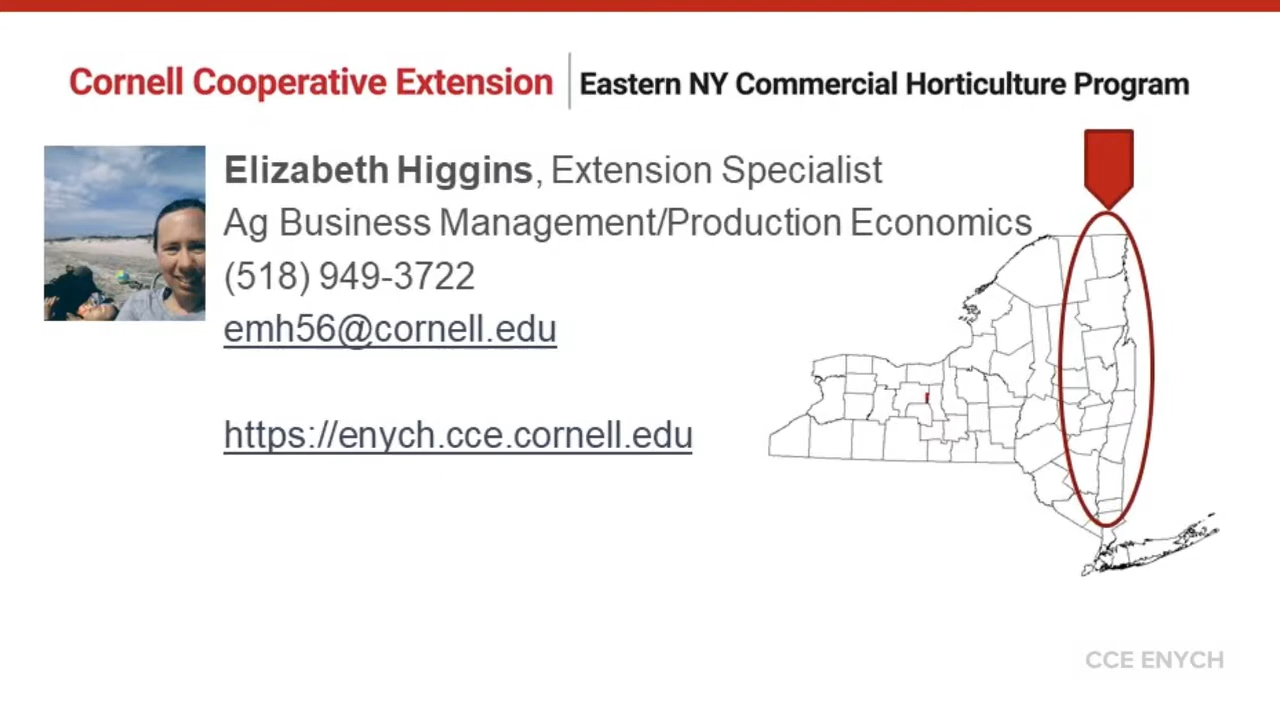 Cornell Cooperative Extension | Eastern NY Commercial Horticulture Program
Elizabeth Higgins, Extension Specialist
Ag Business Management/Production Economics
(518) 949-3722
emh56@cornell.edu
https://enych.cce.cornell.edu
CCE ENYCH